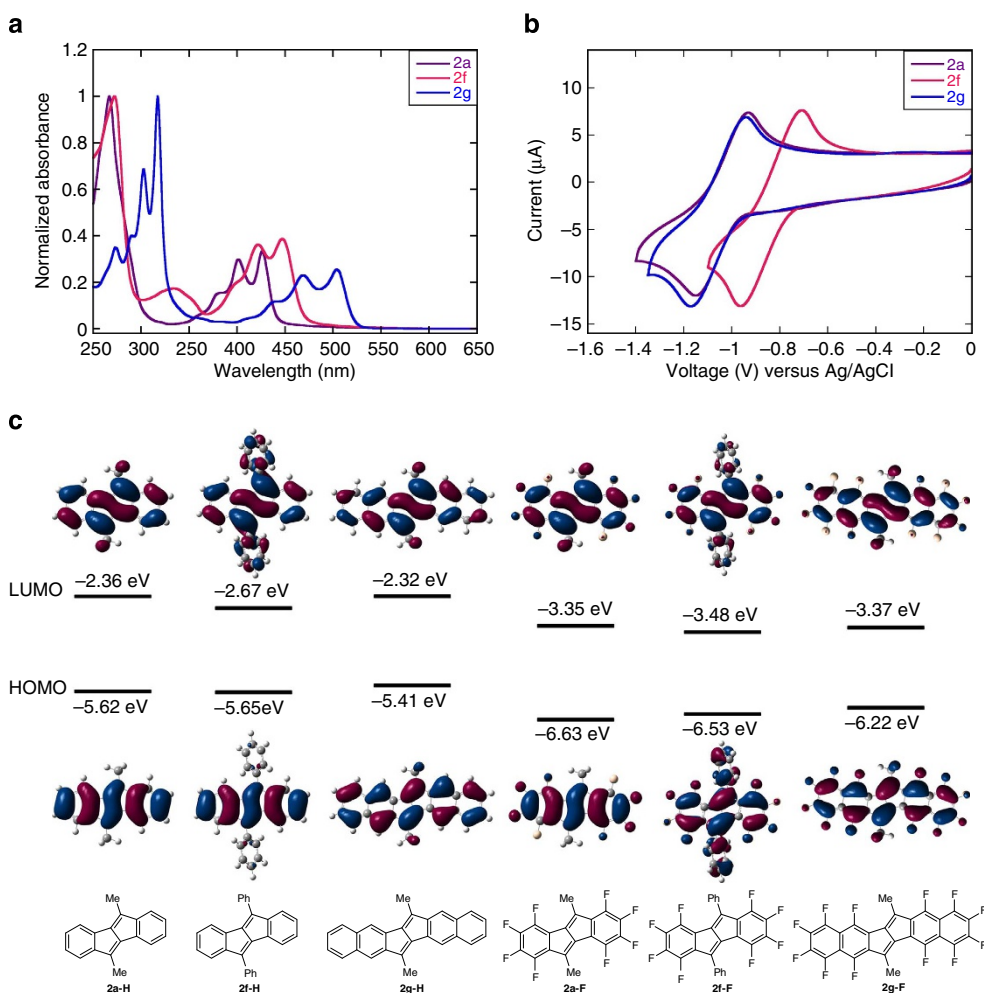 a
b
1.2
1
0.8
0.6
0.4
0.2
0
Normalized absorbance
2a
2f
2g
250 300 250 400 450 500 550 600 650
Wavelength (nm)
10
5
0
−5
−10
−15
Current (µA)
2a
2f
2g
−1.6 −1.4 −1.2 −1 −0.8 −0.6 −0.4 −0.2 0
Voltage (V) versus Ag/AgCl
c
LUMO
−2.36 eV
−2.67 eV
−2.32 eV
−3.35 eV
−3.48 eV
−3.37 eV
HOMO
−5.62 eV
−5.65eV
−5.41 eV
−6.63 eV
−6.53 eV
−6.22 eV
Me
Me
2a-H
Ph
Ph
2f-H
Me
Me
2g-H
Me F
F F
F F
F Me F
2a-F
Ph F
F F
F F
F Ph F
2f-F
F F Me F F
F F
F F
F F Me F F
2g-F